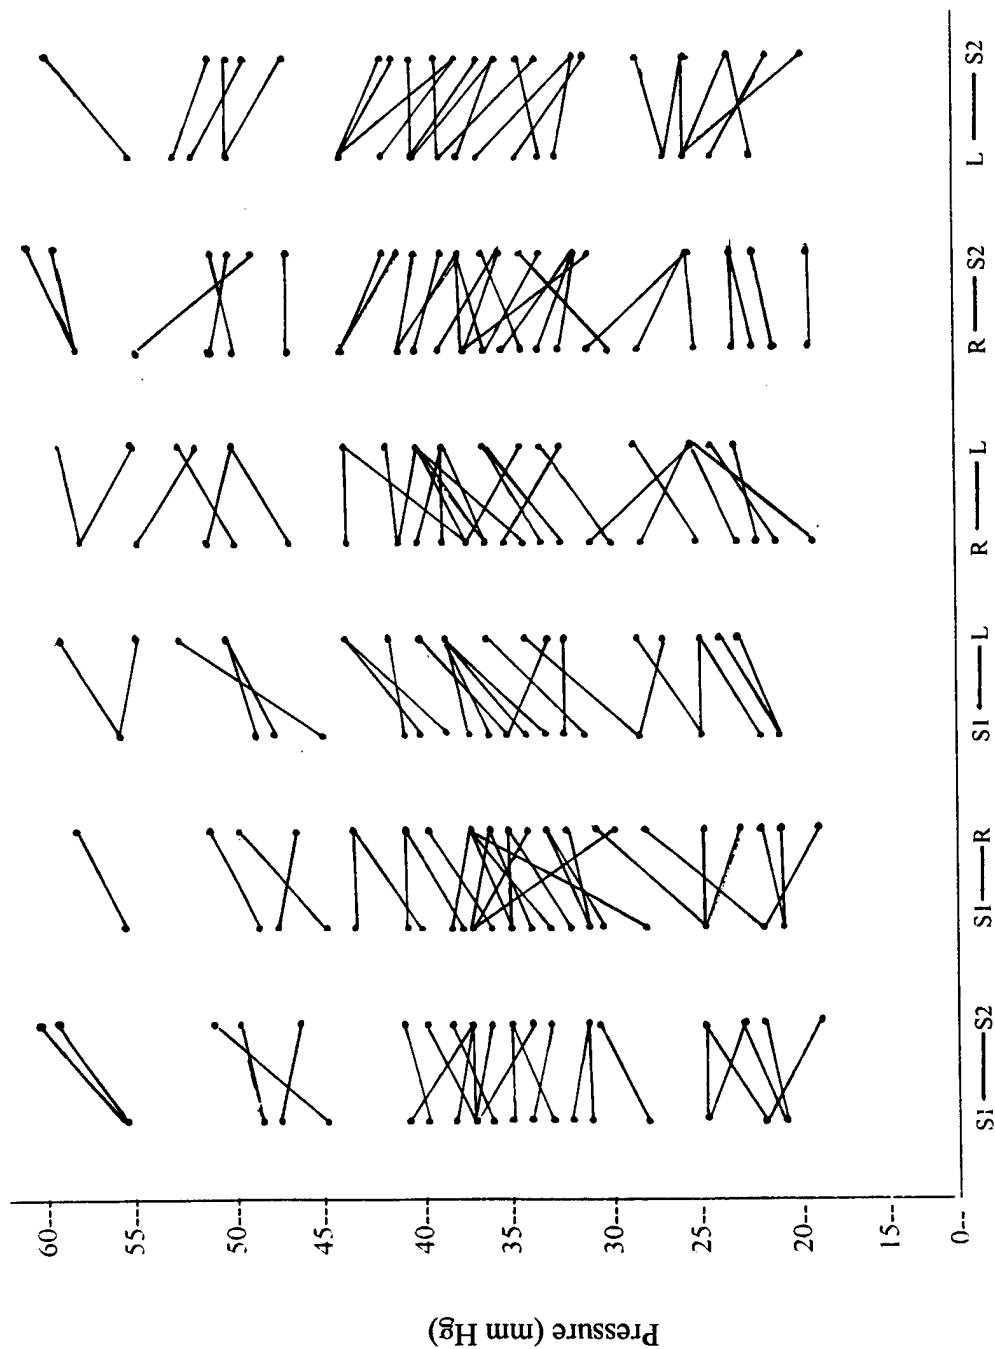 Pressure (mm Hg)
60--
55--
50--
45--
40--
35--
30--
25--
20--
15--
0--
S1 — S2
S1 — R
S1 — L
R — L
R — S2
L — S2